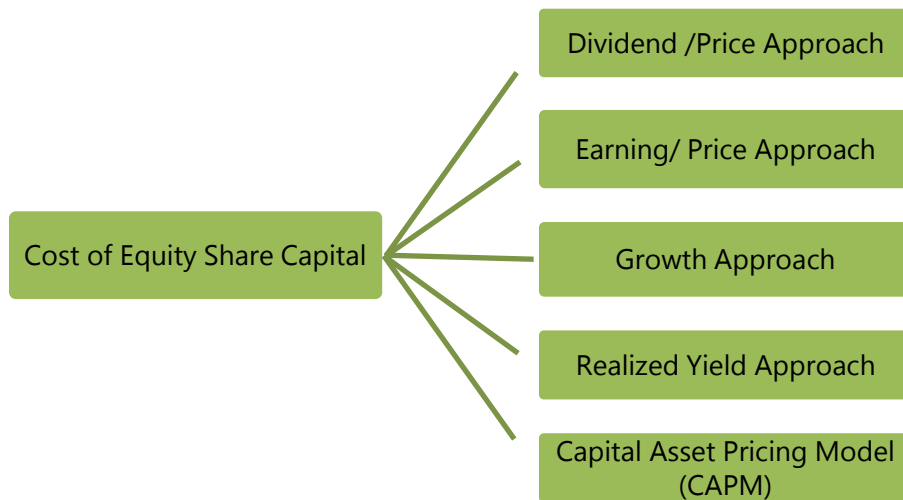 Dividend /Price Approach
Earning/ Price Approach
Cost of Equity Share Capital
Growth Approach
Realized Yield Approach
Capital Asset Pricing Model
(CAPM)